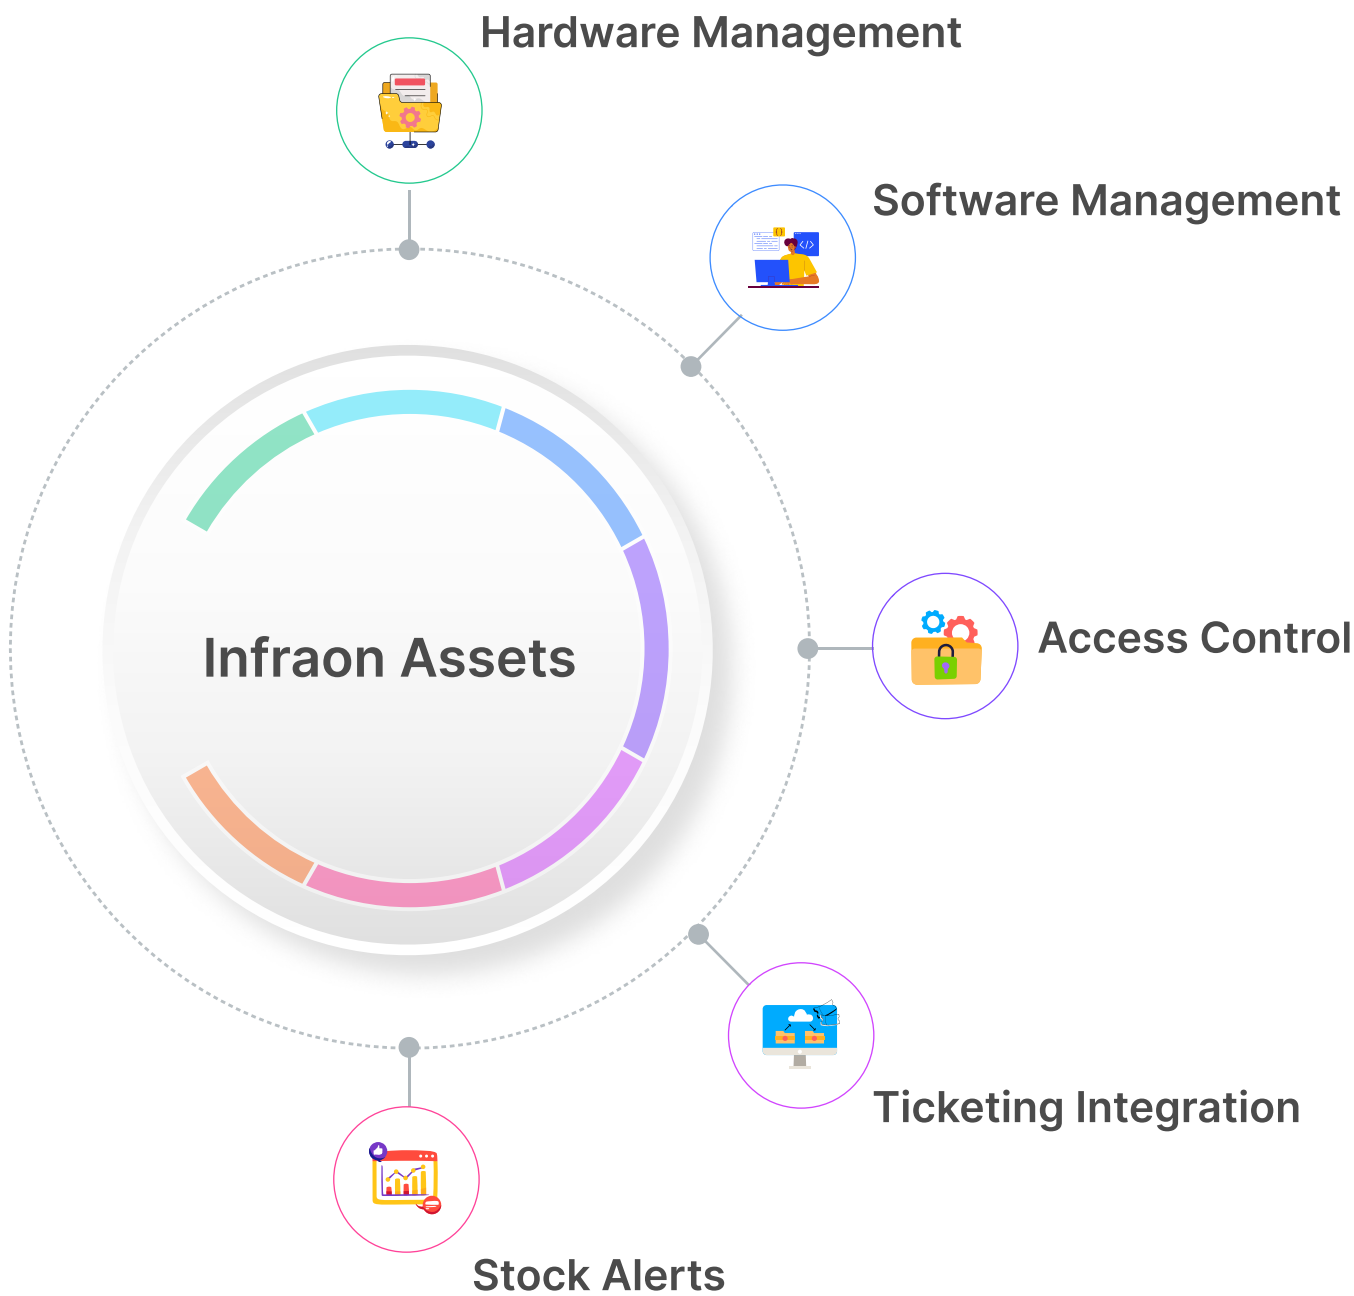 Hardware Management
Software Management
Access Control
Infraon Assets
Ticketing Integration
Stock Alerts